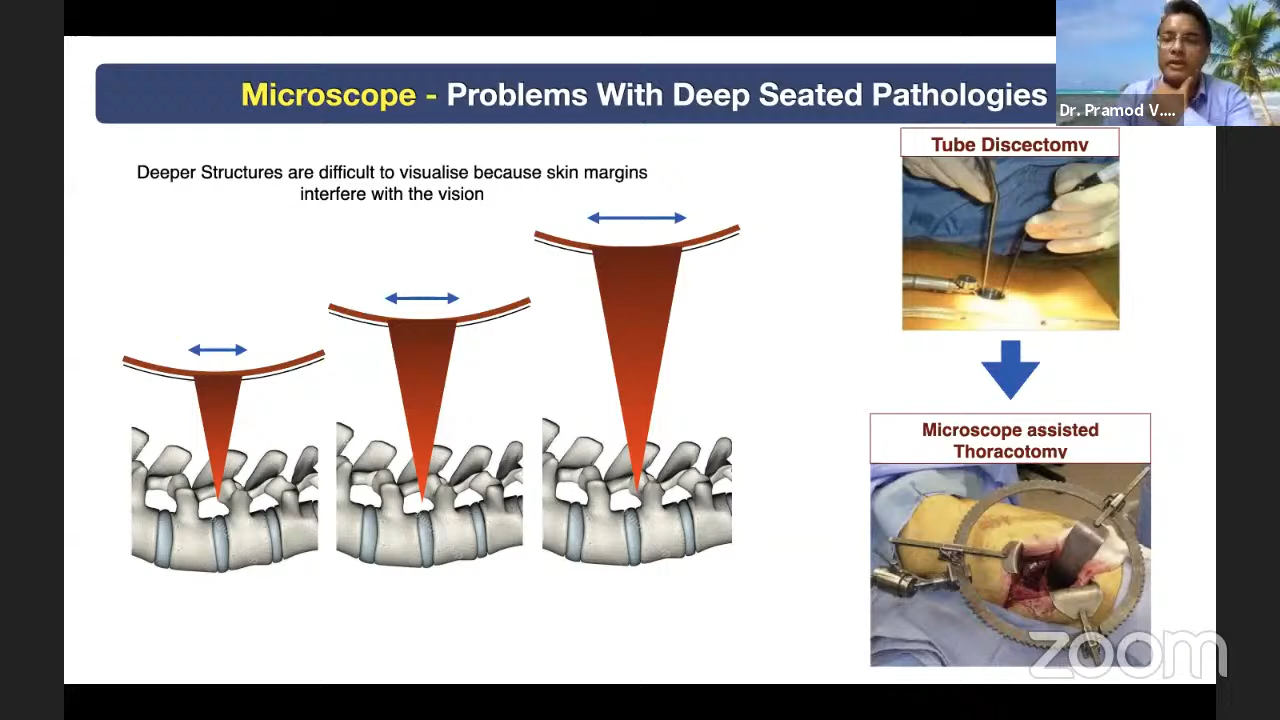 Microscope - Problems With Deep Seated Pathologies
Dr. Pramod V....
Deeper Structures are difficult to visualise because skin margins
interfere with the vision
Tube Discectomy
Microscope assisted
Thoracotomy
zoom